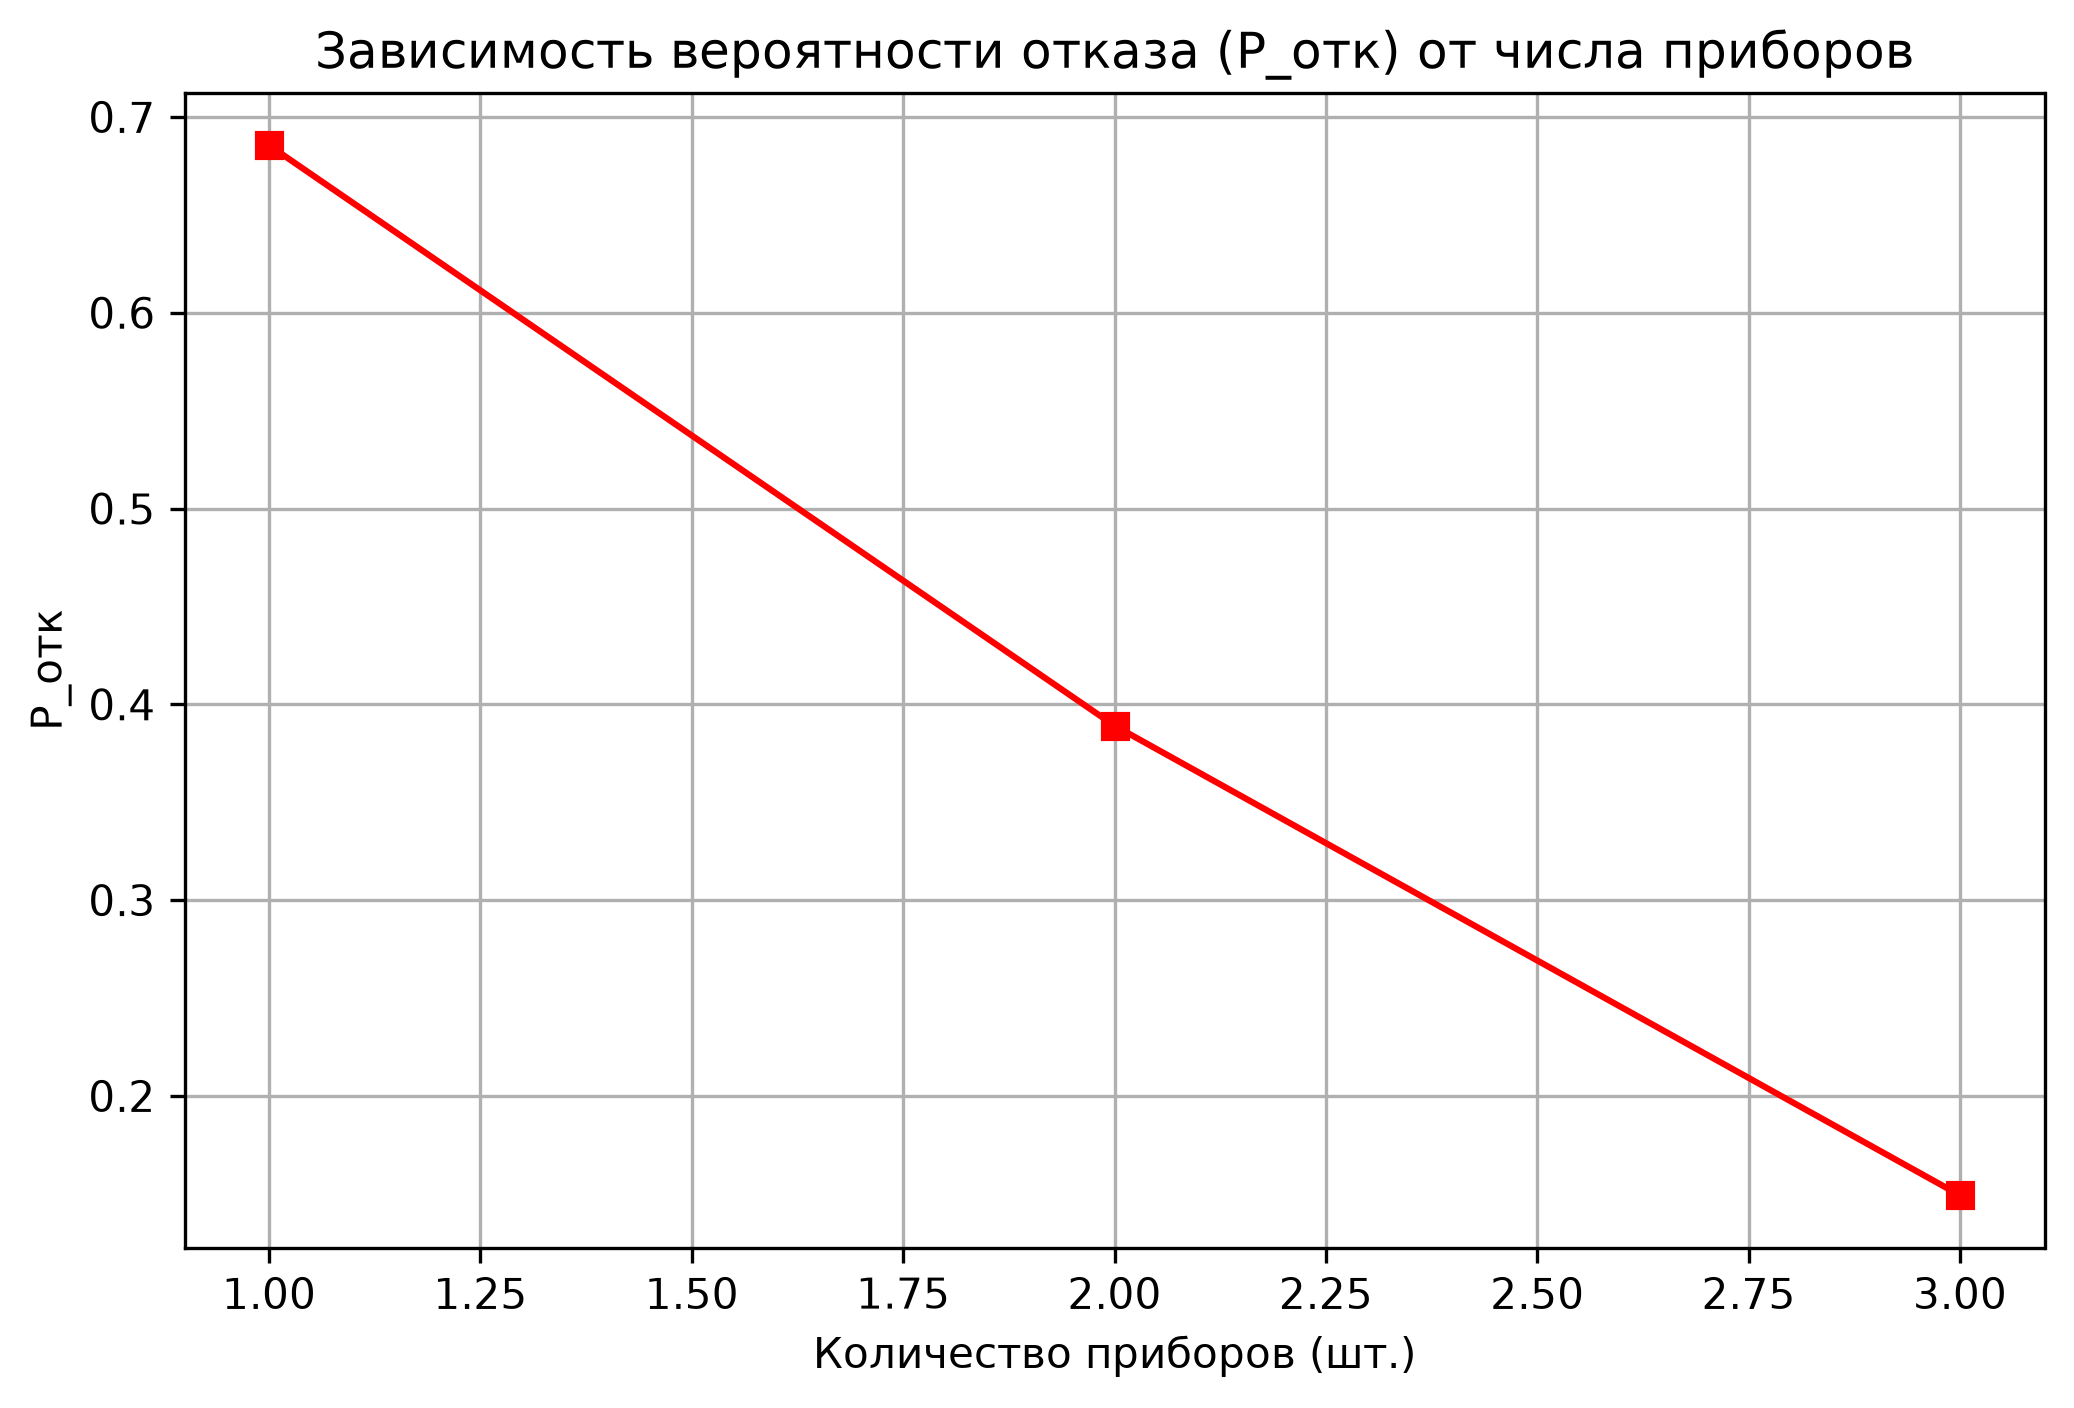 Зависимость вероятности отказа (P_отк) от числа приборов
0.7
0.6
0.5
0.4
0.3
0.2
P_отк
1.00 1.25 1.50 1.75 2.00 2.25 2.50 2.75 3.00
Количество приборов (шт.)